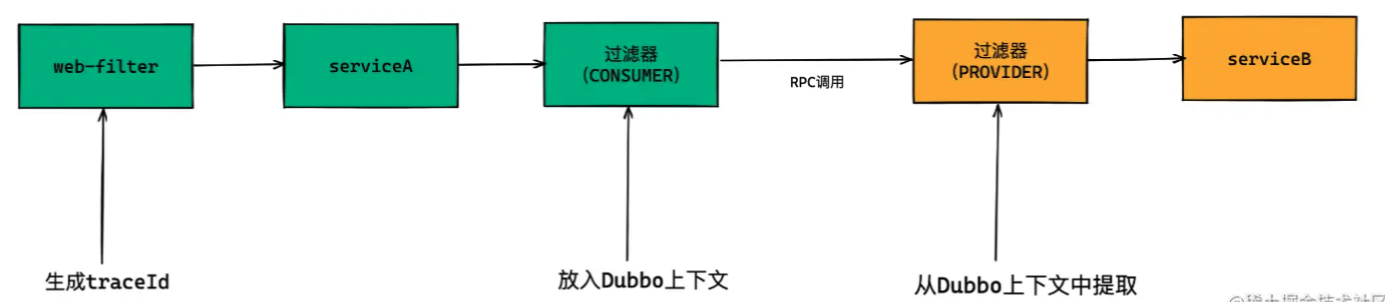 web-filter
serviceA
过滤器
(CONSUMER)
RPC调用
过滤器
(PROVIDER)
serviceB
生成traceId
放入Dubbo上下文
从Dubbo上下文中提取
@稀土掘金技术社区